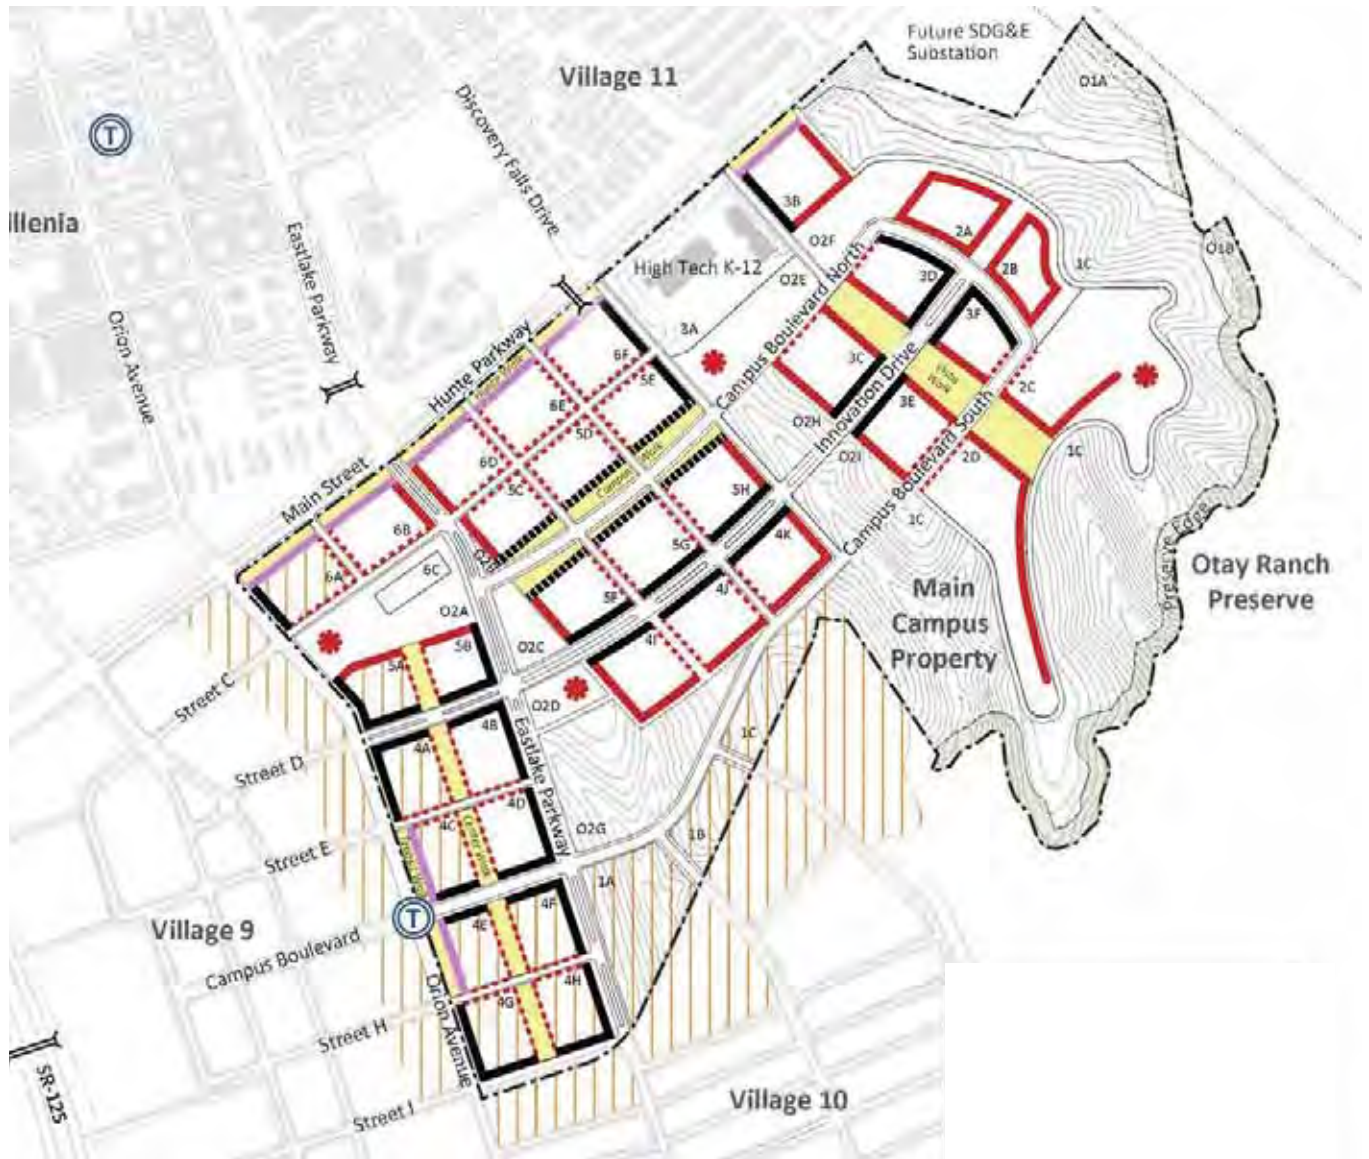 Future SDG&E
Substation
Village 11
O1A
T
Discovery Falls Drive
llenia
Eastlake Parkway
3B
2A
O2F
O1B
1C
High Tech K-12
O2E
3D
2B
Orion Avenue
Campus Boulevard North
3A
3F
Hunte Parkway
6F
5E
3C
Innovation Drive
2C
6E
O2H
3E
Campus Boulevard South
5D
O2I
2D
1C
Main Street
6D
5C
Campus Walk
5H
1C
6B
5G
4K
Preserve Edge
Otay Ranch
Preserve
6A
6C
5F
4J
Main
Campus
Property
O2A
5B
O2C
4I
5A
Street C
O2D
4B
1C
4A
Eastlake Parkway
Street D
4D
4C
O2G
1B
Center Walk
Street E
1A
T
4F
4E
Village 9
Campus Boulevard
4H
4G
Orion Avenue
Street H
SR-125
Village 10
Street I